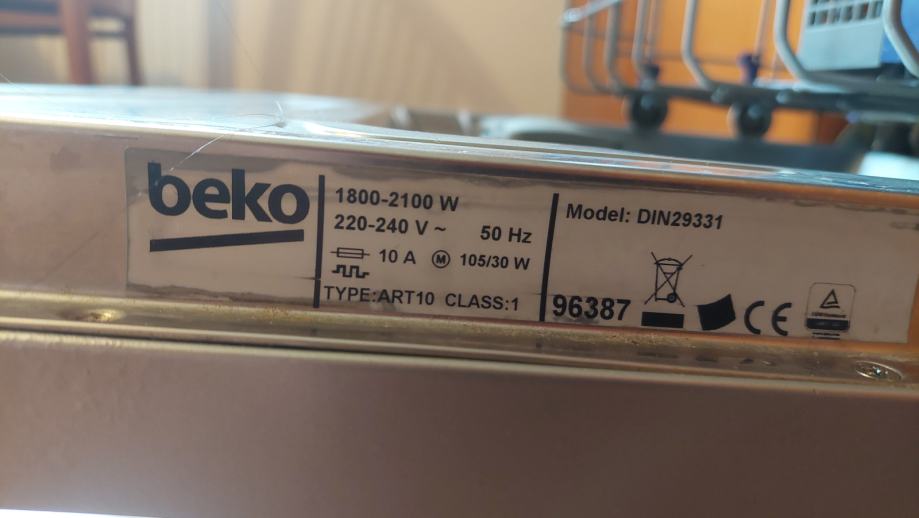 beko
1800-2100 W
220-240 V ~ 50 Hz
10 A M 105/30 W
TYPE:ART10 CLASS:1
Model: DIN29331
96387
CE